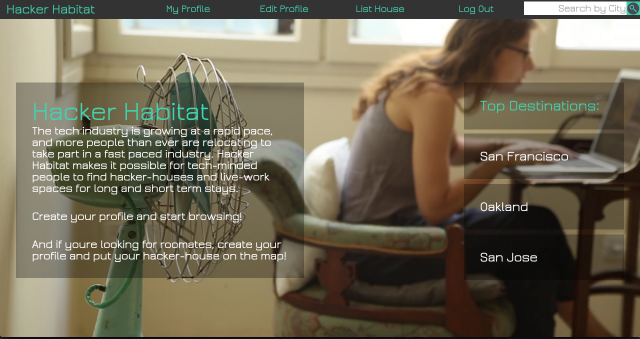 Hacker Habitat
My Profile
Edit Profile
List House
Log Out
Search by City
Hacker Habitat
The tech industry is growing at a rapid pace,
and more people than ever are relocating to
take part in a fast paced industry. Hacker
Habitat makes it possible for tech-minded
people to find hacker-houses and live-work
spaces for long and short term stays.
Create your profile and start browsing!
And if youre looking for roomates, create your
profile and put your hacker-house on the map!
Top Destinations:
San Francisco
Oakland
San Jose